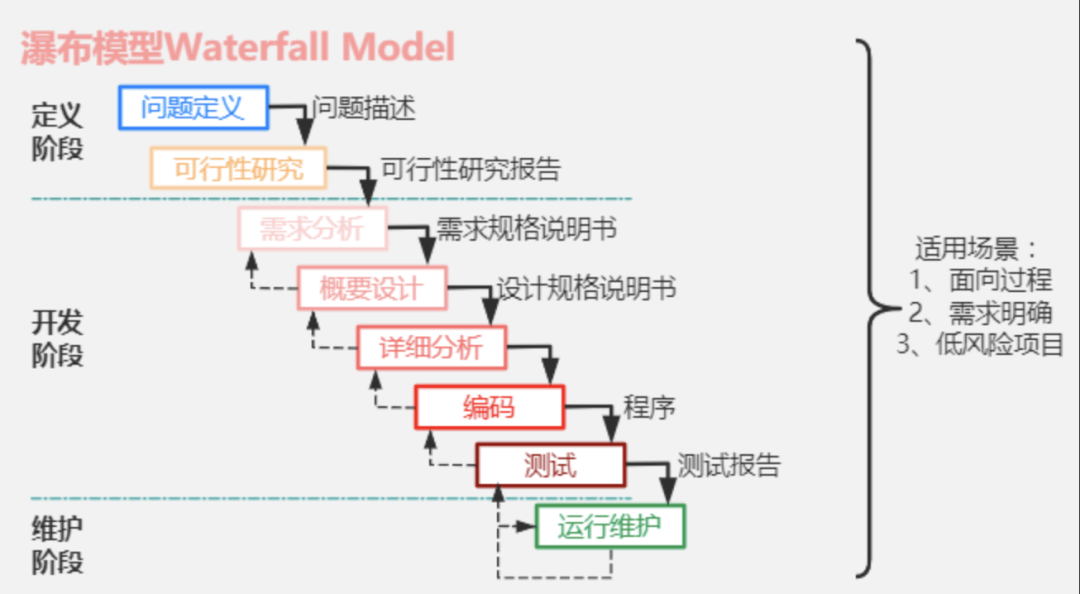 瀑布模型Waterfall Model
定义
阶段
问题定义
问题描述
可行性研究
可行性研究报告
开发
阶段
需求分析
需求规格说明书
概要设计
设计规格说明书
详细分析
编码
程序
测试
测试报告
维护
阶段
运行维护
适用场景：
1、面向过程
2、需求明确
3、低风险项目